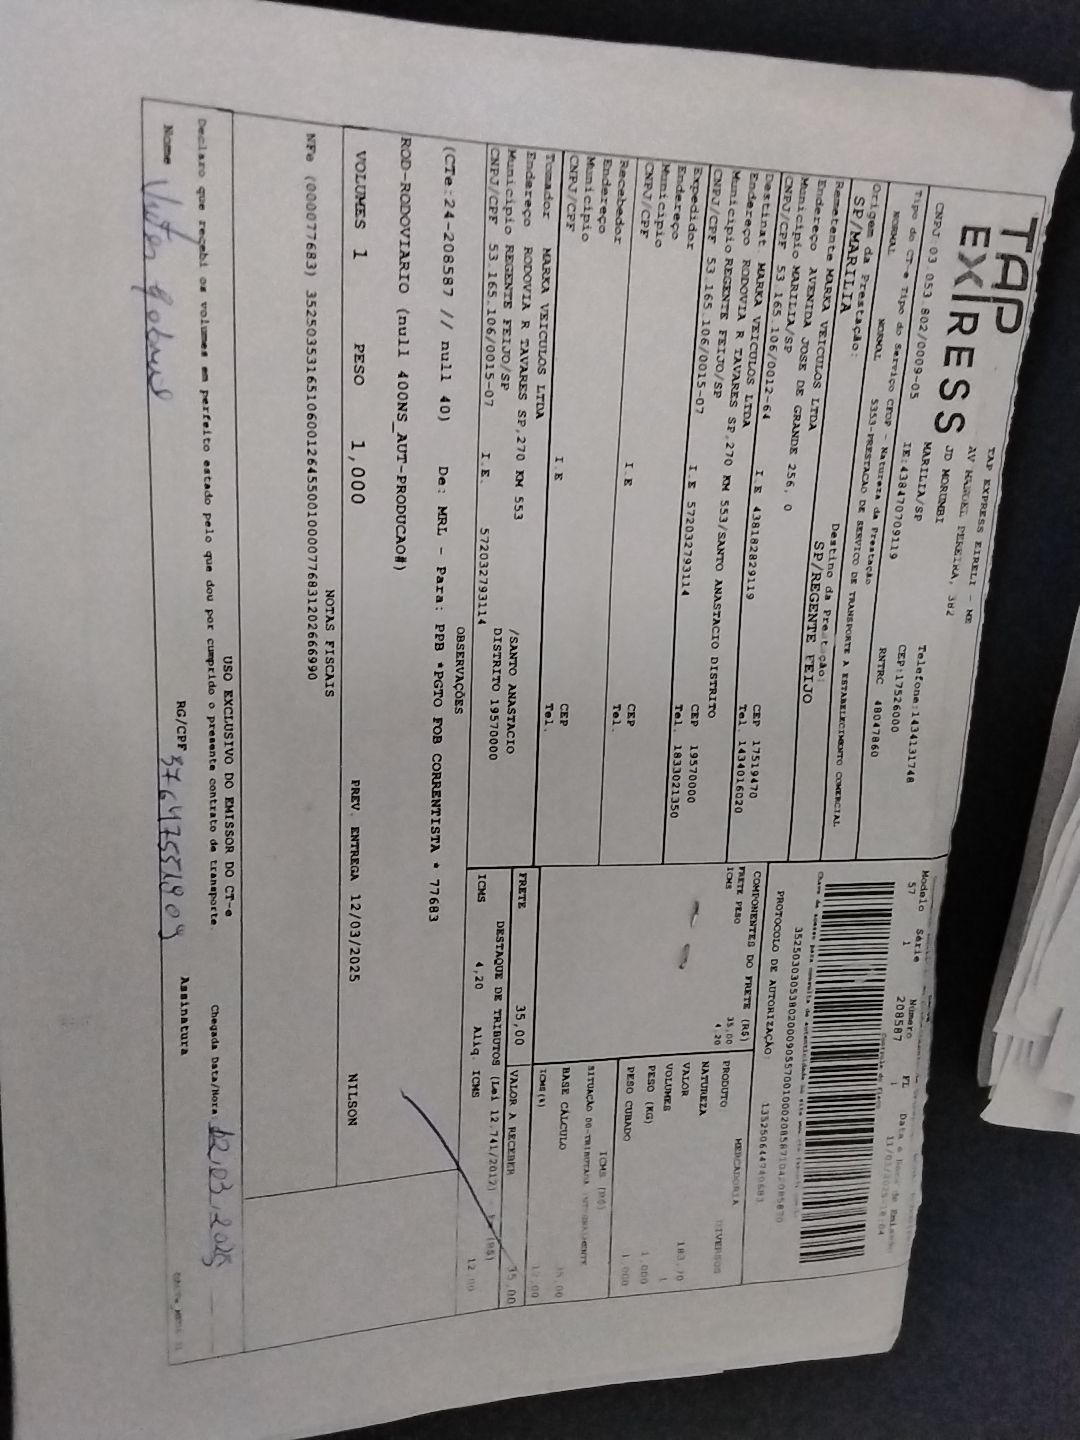 TAP
EX/RESS
TAP EXPRESS EIRELI - ME
AV MANOEL PEREIRA, 382
JD MORUMBI
MARILIA/SP
Telefone:1434131748
CEP:17526000
CNPJ:03.053.802/0009-05
IE:438470709119
RNTRC 48047860
Tipo do CT-e Tipo do Serviço CFOP - Natureza da Prestação
NORMAL NORMAL 5353-PRESTACAO DE SERVICO DE TRANSPORTE A ESTABELECIMENTO COMERCIAL
Origem da Prestação:
SP/MARILIA
Destino da Prestação:
SP/REGENTE FEIJO
Modelo Série Número FL
57 1 208587 1
Controle do Fisco
PROTOCOLO DE AUTORIZAÇÃO:
Remetente MARKA VEICULOS LTDA
Endereço AVENIDA JOSE DE GRANDE 256, 0
Municipio MARILIA/SP
CNPJ/CPF 53.165.106/0012-64 I.E 438182829119
CEP 17519470
Tel. 1434016020
Destinat MARKA VEICULOS LTDA
Endereço RODOVIA R TAVARES SP,270 KM 553/SANTO ANASTACIO DISTRITO
Municipio REGENTE FEIJO/SP
CNPJ/CPF 53.165.106/0015-07 I.E 572032793114
CEP 19570000
Tel. 1833021350
Expedidor
Endereço
Municipio
CNPJ/CPF I.E
CEP
Tel.
Recebedor
Endereço
Municipio
CNPJ/CPF I.E
CEP
Tel.
Tomador MARKA VEICULOS LTDA
Endereço RODOVIA R TAVARES SP,270 KM 553 /SANTO ANASTACIO
Municipio REGENTE FEIJO/SP DISTRITO 19570000
CNPJ/CPF 53.165.106/0015-07 I.E. 572032793114
COMPONENTES DO FRETE (R$)
FRETE PESO 35,00
ICMS 4,20
PRODUTO MERCADORIA
NATUREZA DIVERSOS
VALOR 183,70
VOLUMES 1
PESO (KG) 1,000
PESO CUBADO 1,000
ICMS (R$)
BASE CÁLCULO 35,00
ICMS(%) 12,00
FRETE 35,00 VALOR A RECEBER 35,00
DESTAQUE DE TRIBUTOS (Lei 12.741/2012)
ICMS 4,20 Aliq. ICMS 12,00
OBSERVAÇÕES
(CTe:24-208587 // null 40) De: MRL - Para: PPB *PGTO FOB CORRENTISTA * 77683
ROD-RODOVIARIO (null 400NS_AUT-PRODUCAO#)
VOLUMES 1 PESO 1,000 PREV. ENTREGA 12/03/2025 NILSON
NOTAS FISCAIS
NFe (000077683) 35250353165106001264550010000776831202666990
USO EXCLUSIVO DO EMISSOR DO CT-e
Declaro que recebi os volumes em perfeito estado pelo que dou por cumprido o presente contrato de transporte. Chegada Data/Hora 12,03,2025
Nome RG/CPF Assinatura